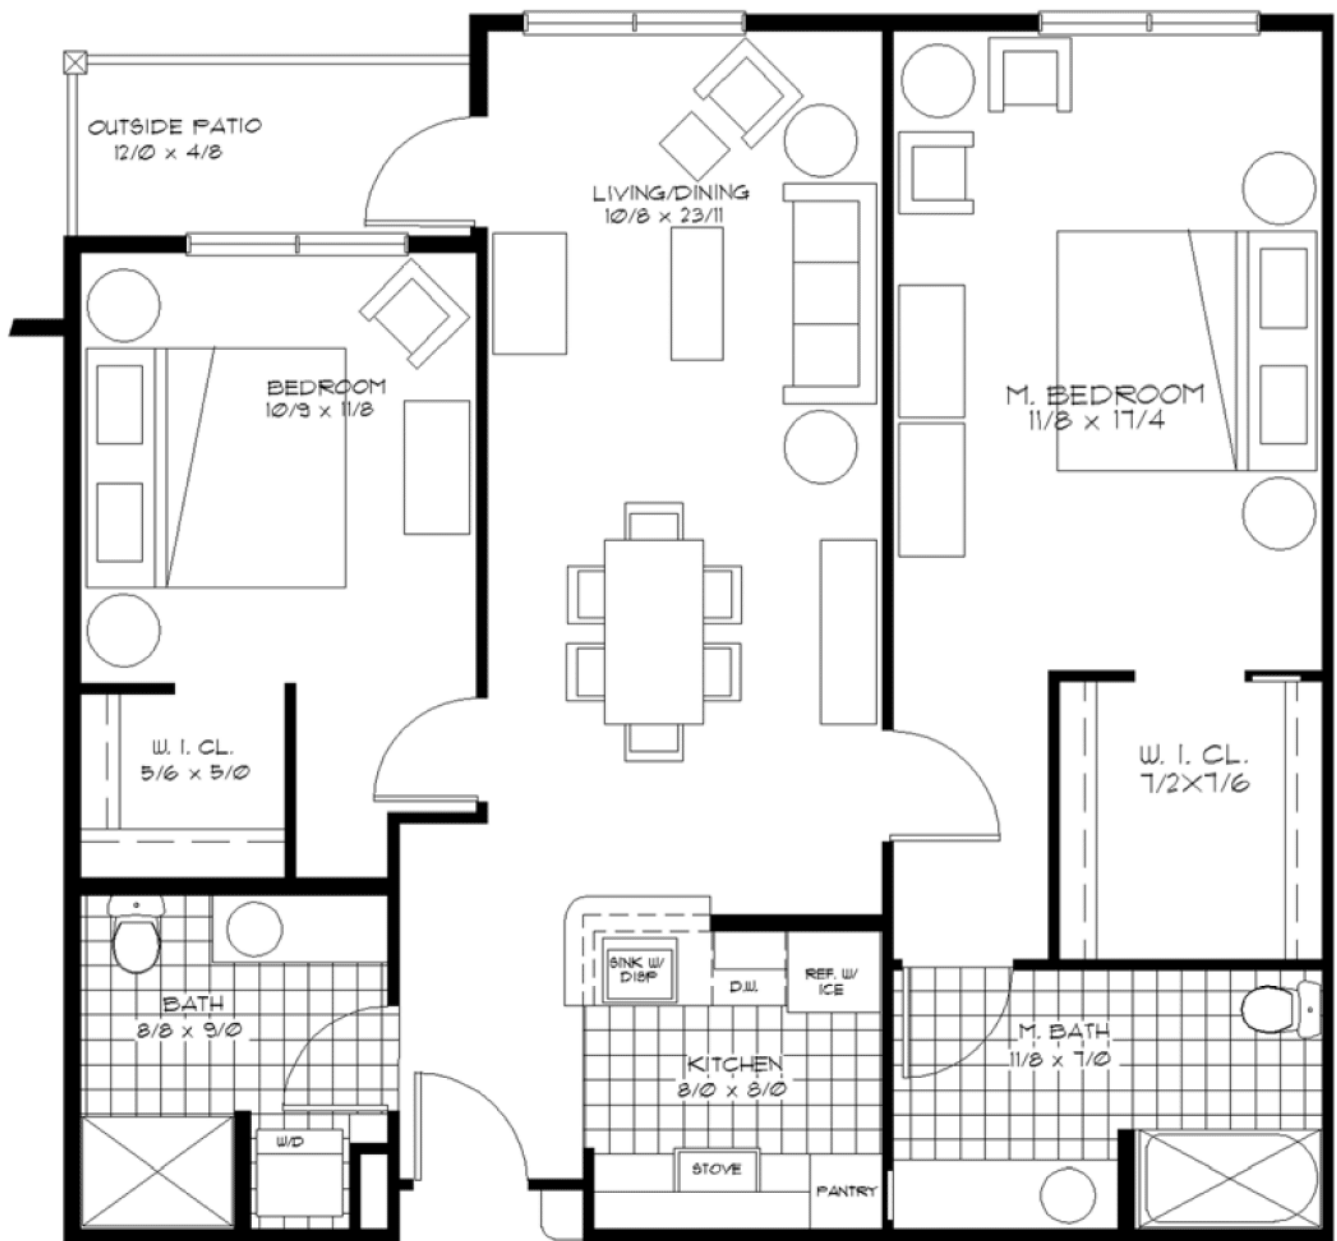 OUTSIDE PATIO
12/0 x 4/8
LIVING/DINING
10/8 x 23/11
BEDROOM
10/9 x 11/8
M. BEDROOM
11/8 x 17/4
W. I. CL.
5/6 x 5/0
W. I. CL.
7/2X7/6
BATH
8/8 x 9/0
SINK W/
DISP
D.W.
REF. W/
ICE
KITCHEN
8/0 x 8/0
M. BATH
11/8 x 7/0
W/D
STOVE
PANTRY